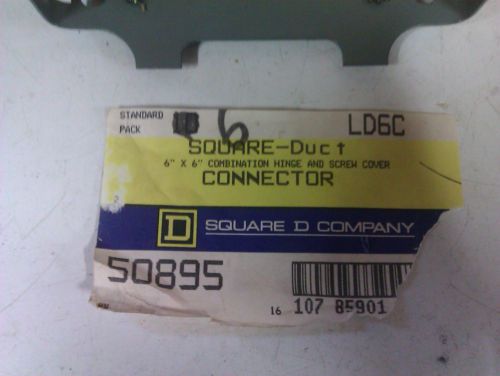 STANDARD LD6C
PACK 6
SQUARE-Duct
6" X 6" COMBINATION HINGE AND SCREW COVER
CONNECTOR
D SQUARE D COMPANY
50895
16 107 85901